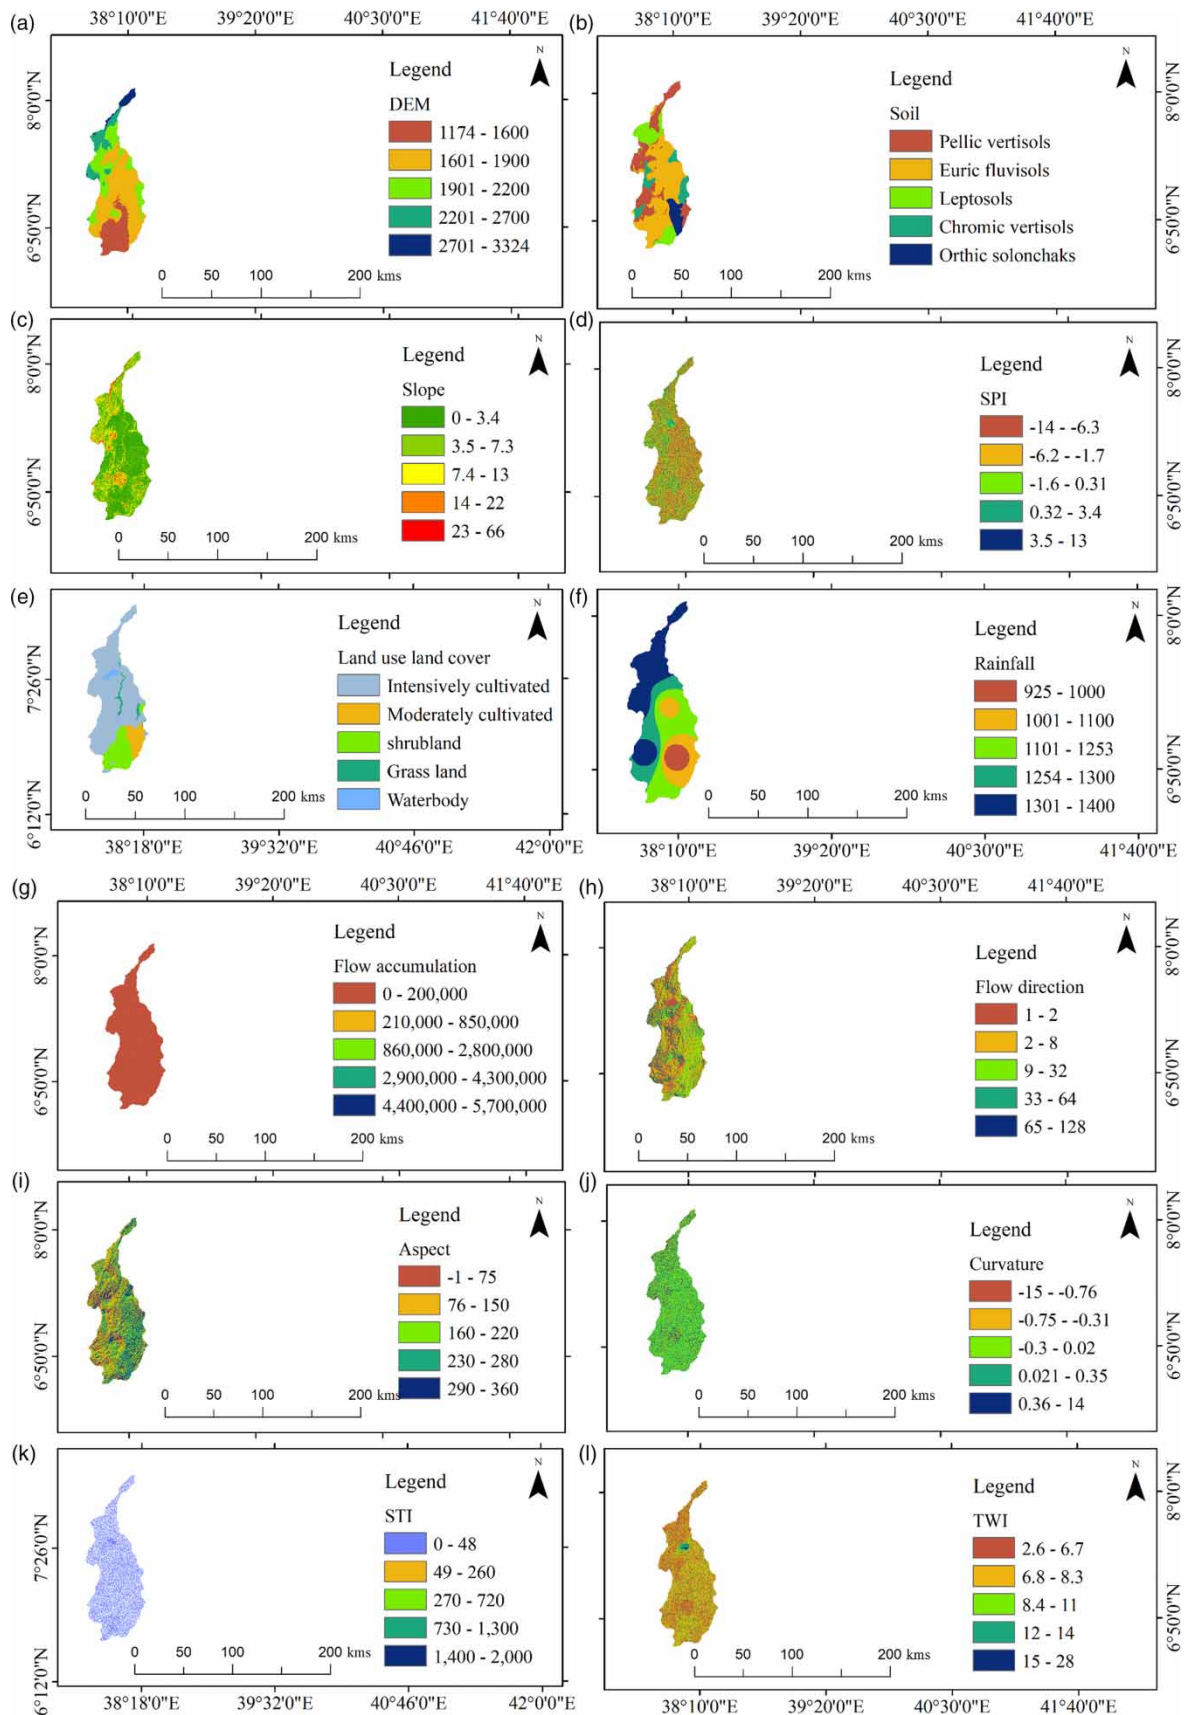 (a) 38°10'0"E 39°20'0"E 40°30'0"E 41°40'0"E
8°0'0"N
6°50'0"N
N
Legend
DEM
1174 - 1600
1601 - 1900
1901 - 2200
2201 - 2700
2701 - 3324
0 50 100 200 kms
(b) 38°10'0"E 39°20'0"E 40°30'0"E 41°40'0"E
N
8°0'0"N
6°50'0"N
Legend
Soil
Pellic vertisols
Euric fluvisols
Leptosols
Chromic vertisols
Orthic solonchaks
0 50 100 200 kms
(c)
8°0'0"N
6°50'0"N
N
Legend
Slope
0 - 3.4
3.5 - 7.3
7.4 - 13
14 - 22
23 - 66
0 50 100 200 kms
(d)
N
8°0'0"N
6°50'0"N
Legend
SPI
-14 - -6.3
-6.2 - -1.7
-1.6 - 0.31
0.32 - 3.4
3.5 - 13
0 50 100 200 kms
(e)
7°26'0"N
6°12'0"N
N
Legend
Land use land cover
Intensively cultivated
Moderately cultivated
shrubland
Grass land
Waterbody
0 50 100 200 kms
38°18'0"E 39°32'0"E 40°46'0"E 42°0'0"E
(f)
N
8°0'0"N
6°50'0"N
Legend
Rainfall
925 - 1000
1001 - 1100
1101 - 1253
1254 - 1300
1301 - 1400
0 50 100 200 kms
38°10'0"E 39°20'0"E 40°30'0"E 41°40'0"E
(g) 38°10'0"E 39°20'0"E 40°30'0"E 41°40'0"E
8°0'0"N
6°50'0"N
N
Legend
Flow accumulation
0 - 200,000
210,000 - 850,000
860,000 - 2,800,000
2,900,000 - 4,300,000
4,400,000 - 5,700,000
0 50 100 200 kms
(h) 38°10'0"E 39°20'0"E 40°30'0"E 41°40'0"E
N
8°0'0"N
6°50'0"N
Legend
Flow direction
1 - 2
2 - 8
9 - 32
33 - 64
65 - 128
0 50 100 200 kms
(i)
8°0'0"N
6°50'0"N
N
Legend
Aspect
-1 - 75
76 - 150
160 - 220
230 - 280
290 - 360
0 50 100 200 kms
(j)
N
8°0'0"N
6°50'0"N
Legend
Curvature
-15 - -0.76
-0.75 - -0.31
-0.3 - 0.02
0.021 - 0.35
0.36 - 14
0 50 100 200 kms
(k)
7°26'0"N
6°12'0"N
N
Legend
STI
0 - 48
49 - 260
270 - 720
730 - 1,300
1,400 - 2,000
0 50 100 200 kms
38°18'0"E 39°32'0"E 40°46'0"E 42°0'0"E
(l)
N
8°0'0"N
6°50'0"N
Legend
TWI
2.6 - 6.7
6.8 - 8.3
8.4 - 11
12 - 14
15 - 28
0 50 100 200 kms
38°10'0"E 39°20'0"E 40°30'0"E 41°40'0"E